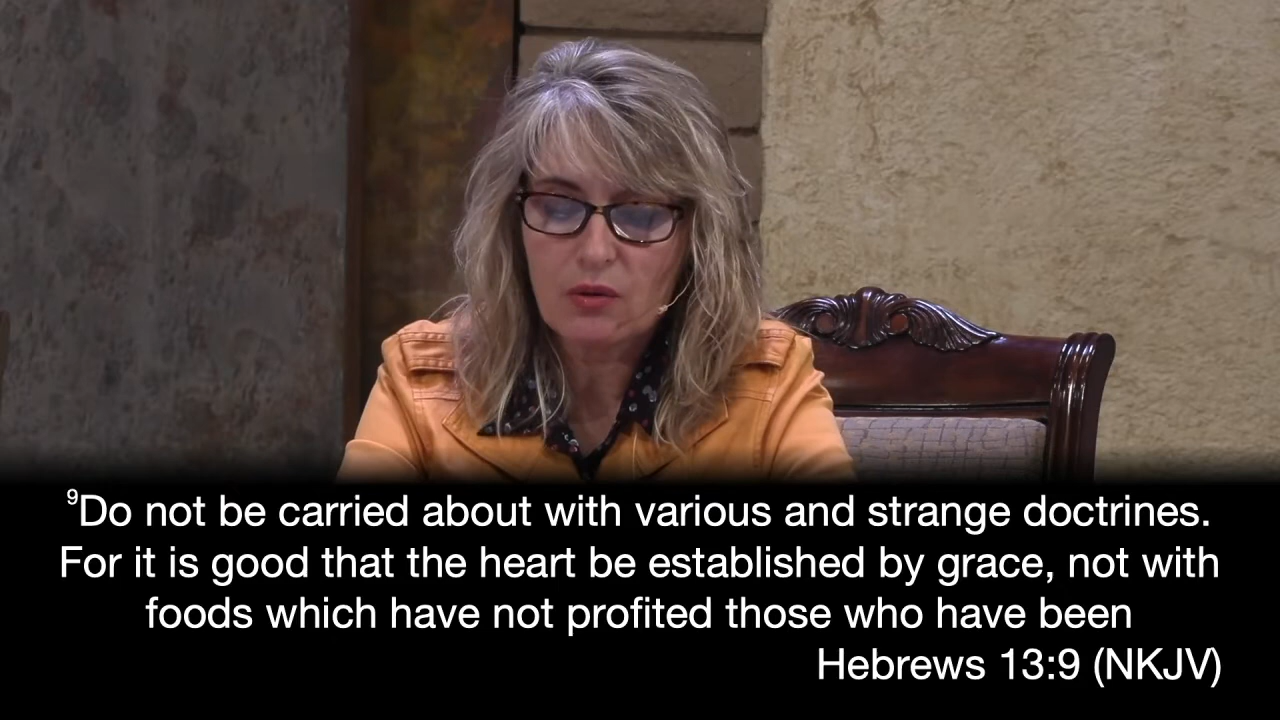 ⁹Do not be carried about with various and strange doctrines.
For it is good that the heart be established by grace, not with
foods which have not profited those who have been
Hebrews 13:9 (NKJV)